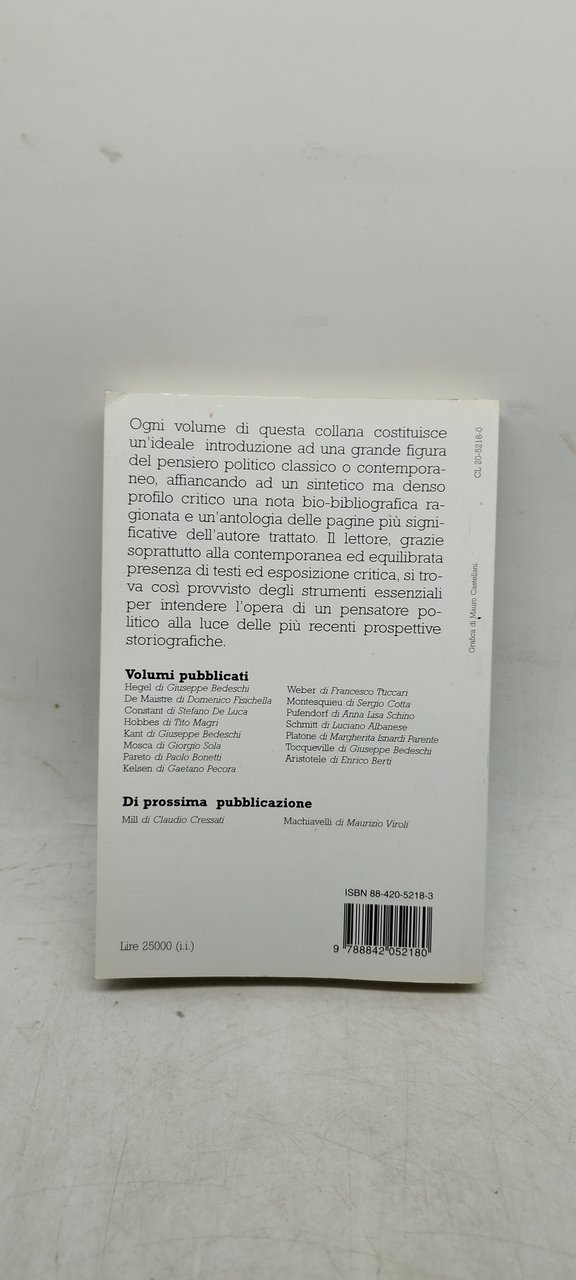 Ogni volume di questa collana costituisce
un'ideale introduzione ad una grande figura
del pensiero politico classico o contempora-
neo, affiancando ad un sintetico ma denso
profilo critico una nota bio-bibliografica ra-
gionata e un'antologia delle pagine più signi-
ficative dell'autore trattato. Il lettore, grazie
soprattutto alla contemporanea ed equilibrata
presenza di testi ed esposizione critica, si tro-
va così provvisto degli strumenti essenziali
per intendere l'opera di un pensatore po-
litico alla luce delle più recenti prospettive
storiografiche.
Volumi pubblicati
Hegel di Giuseppe Bedeschi
De Maistre di Domenico Fisichella
Constant di Stefano De Luca
Hobbes di Tito Magri
Kant di Giuseppe Bedeschi
Mosca di Giorgio Sola
Pareto di Paolo Bonetti
Kelsen di Gaetano Pecora
Weber di Francesco Tuccari
Montesquieu di Sergio Cotta
Pufendorf di Anna Lisa Schino
Schmitt di Luciano Albanese
Platone di Margherita Isnardi Parente
Tocqueville di Giuseppe Bedeschi
Aristotele di Enrico Berti
Di prossima pubblicazione
Mill di Claudio Cressati
Machiavelli di Maurizio Viroli
ISBN 88-420-5218-3
9 788842 052180
Lire 25000 (i.i.)
CL 20-5218-0
Grafica di Mauro Castellani.